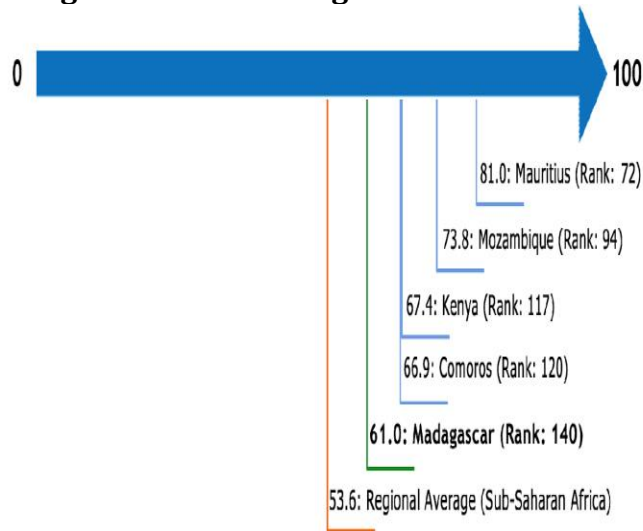 0
100
81.0: Mauritius (Rank: 72)
73.8: Mozambique (Rank: 94)
67.4: Kenya (Rank: 117)
66.9: Comoros (Rank: 120)
61.0: Madagascar (Rank: 140)
53.6: Regional Average (Sub-Saharan Africa)